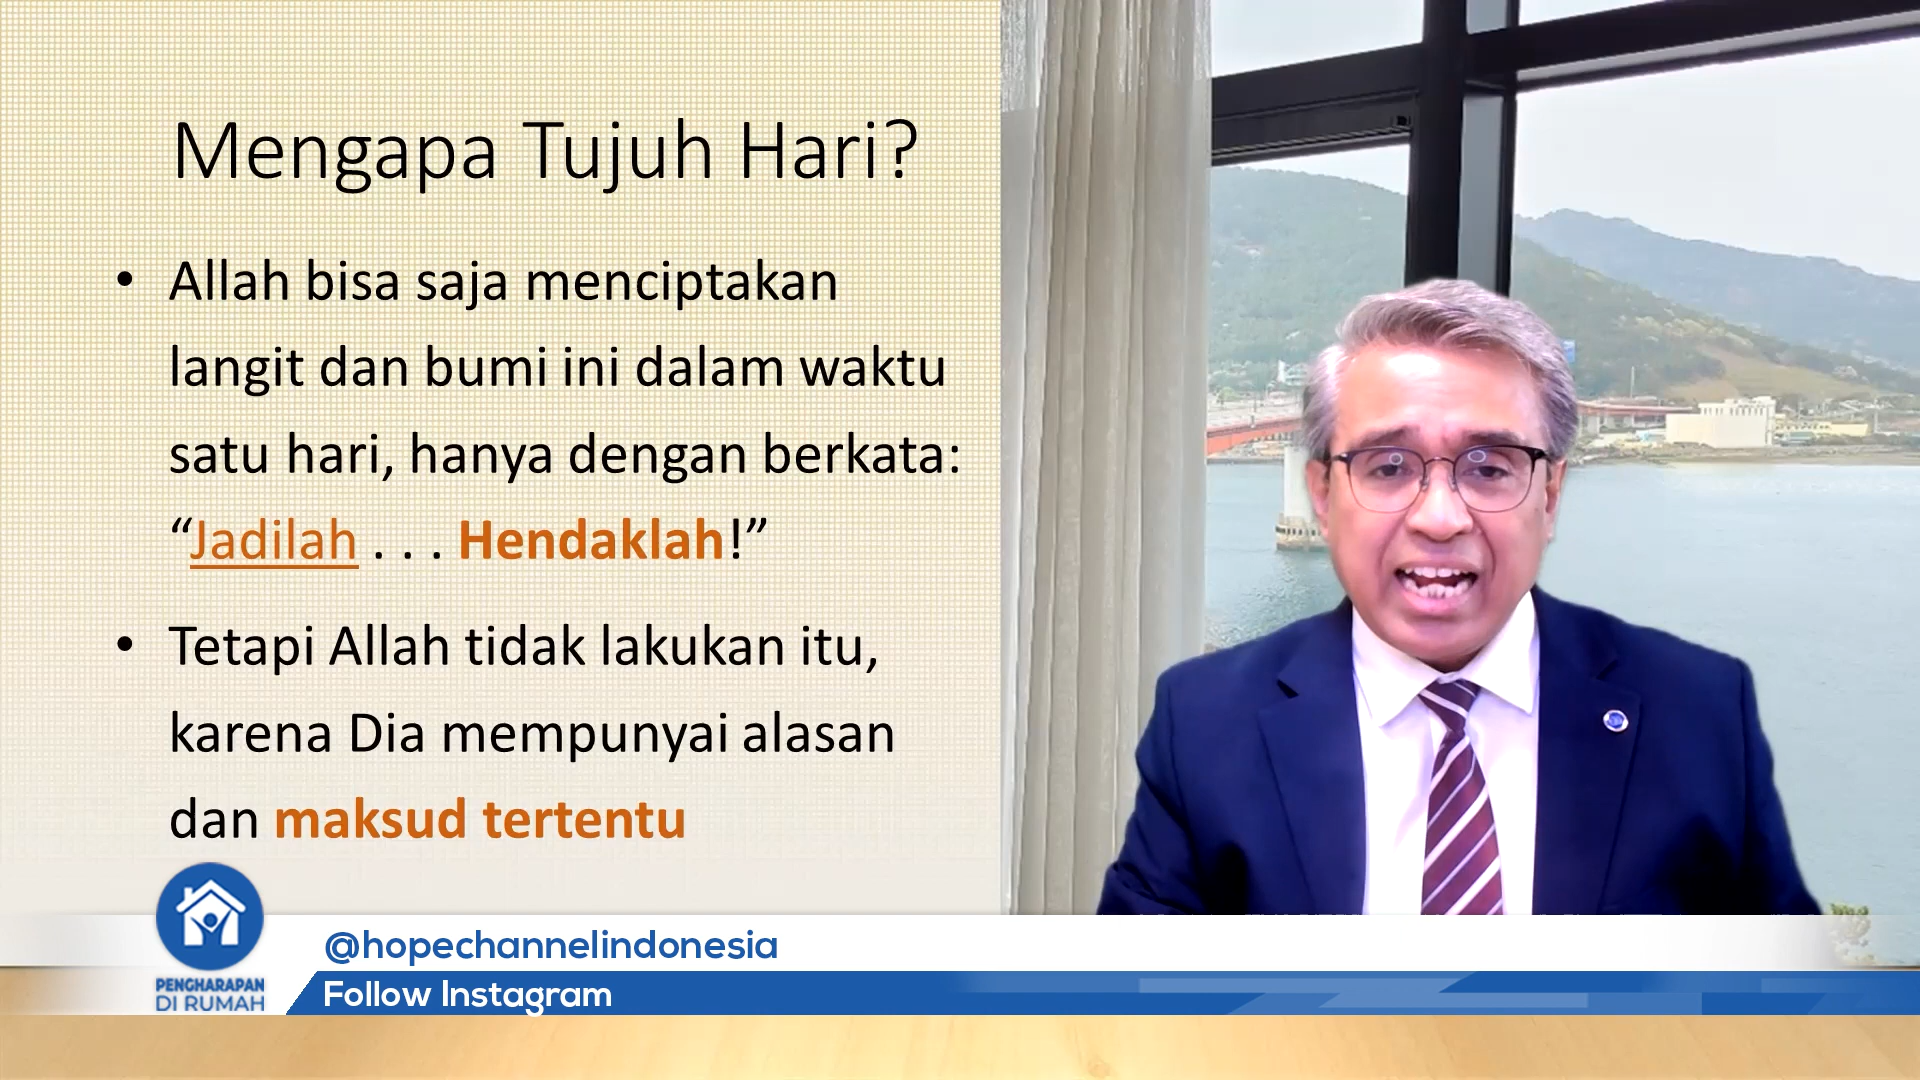 Mengapa Tujuh Hari?
• Allah bisa saja menciptakan
langit dan bumi ini dalam waktu
satu hari, hanya dengan berkata:
“Jadilah . . . Hendaklah!”
• Tetapi Allah tidak lakukan itu,
karena Dia mempunyai alasan
dan maksud tertentu
PENGHARAPAN
DI RUMAH
@hopechannelindonesia
Follow Instagram